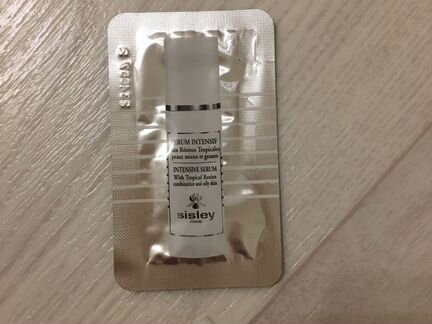 SERUM INTENSIF
aux Résines Tropicales
peaux mixtes et grasses
INTENSIVE SERUM
With Tropical Resins
combination and oily skin
sisley
PARIS